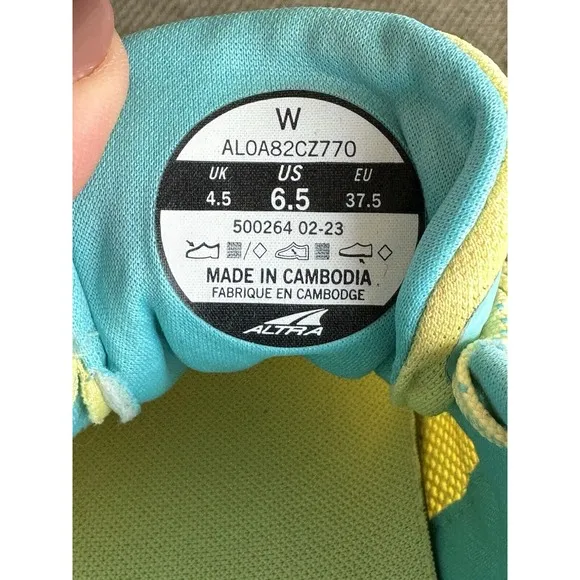 W
AL0A82CZ770
UK US EU
4.5 6.5 37.5
500264 02-23
MADE IN CAMBODIA
FABRIQUE EN CAMBODGE
ALTRA